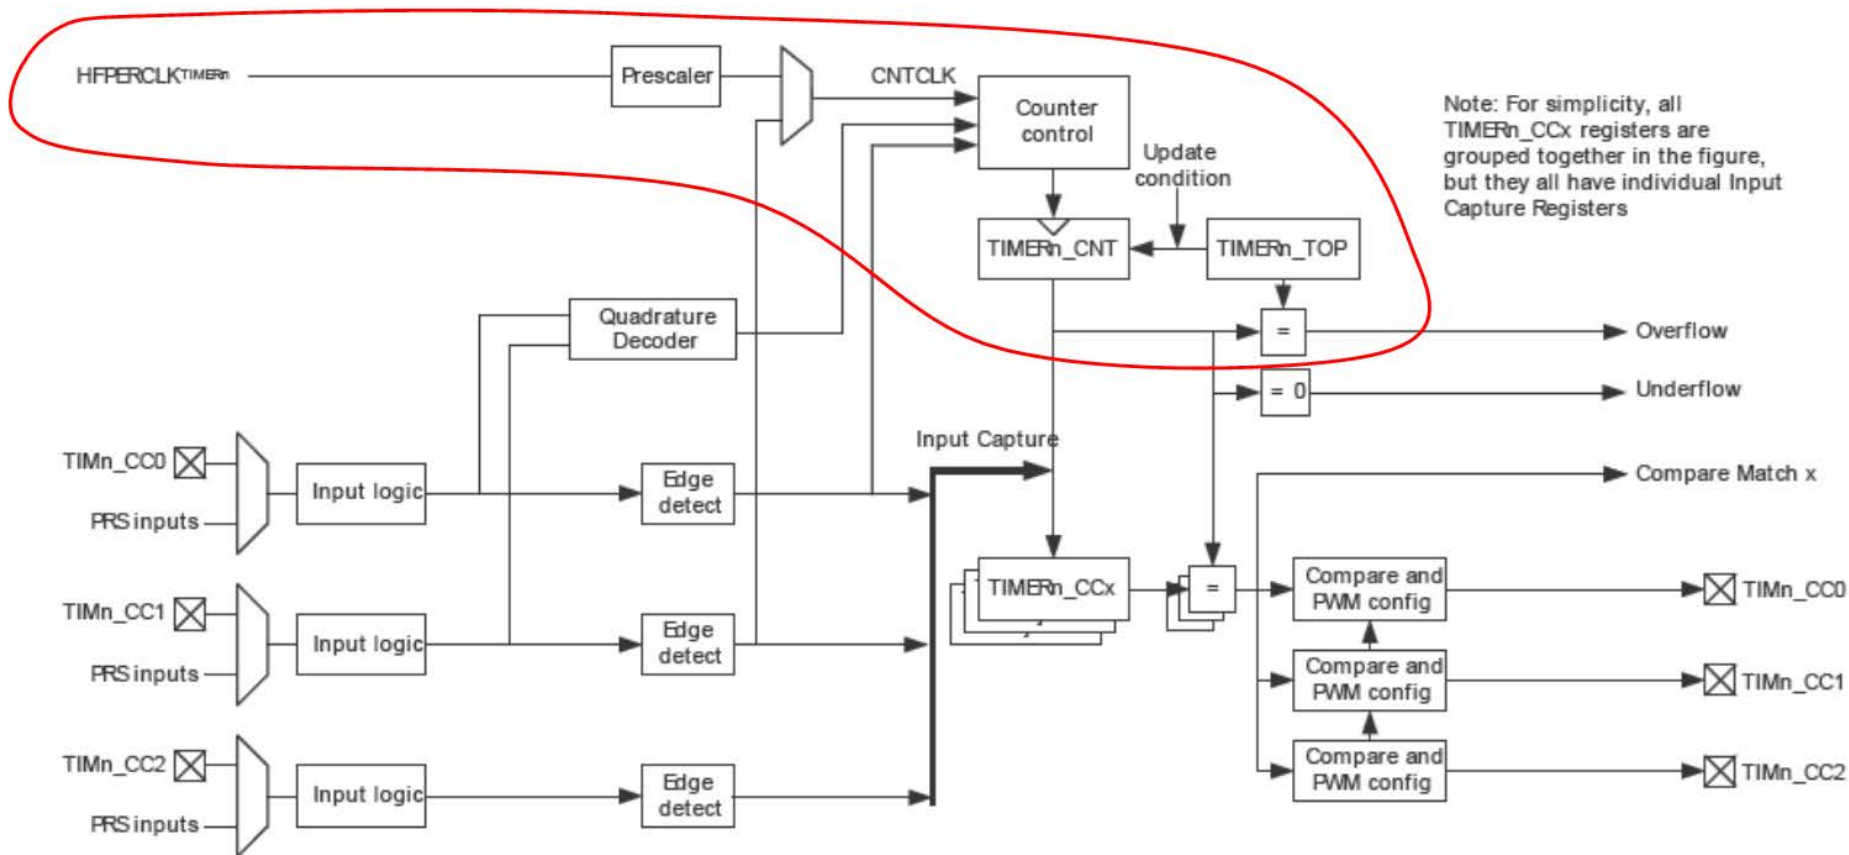 HFPERCLKTIMERn
Prescaler
CNTCLK
Counter
control
Note: For simplicity, all
TIMERn_CCx registers are
grouped together in the figure,
but they all have individual Input
Capture Registers
Update
condition
TIMERn_CNT
TIMERn_TOP
Quadrature
Decoder
=
Overflow
= 0
Underflow
Input Capture
TIMn_CC0
PRS inputs
Input logic
Edge
detect
Compare Match x
TIMn_CC1
PRS inputs
Input logic
Edge
detect
TIMERn_CCx
=
Compare and
PWM config
TIMn_CC0
Compare and
PWM config
TIMn_CC1
TIMn_CC2
PRS inputs
Input logic
Edge
detect
Compare and
PWM config
TIMn_CC2